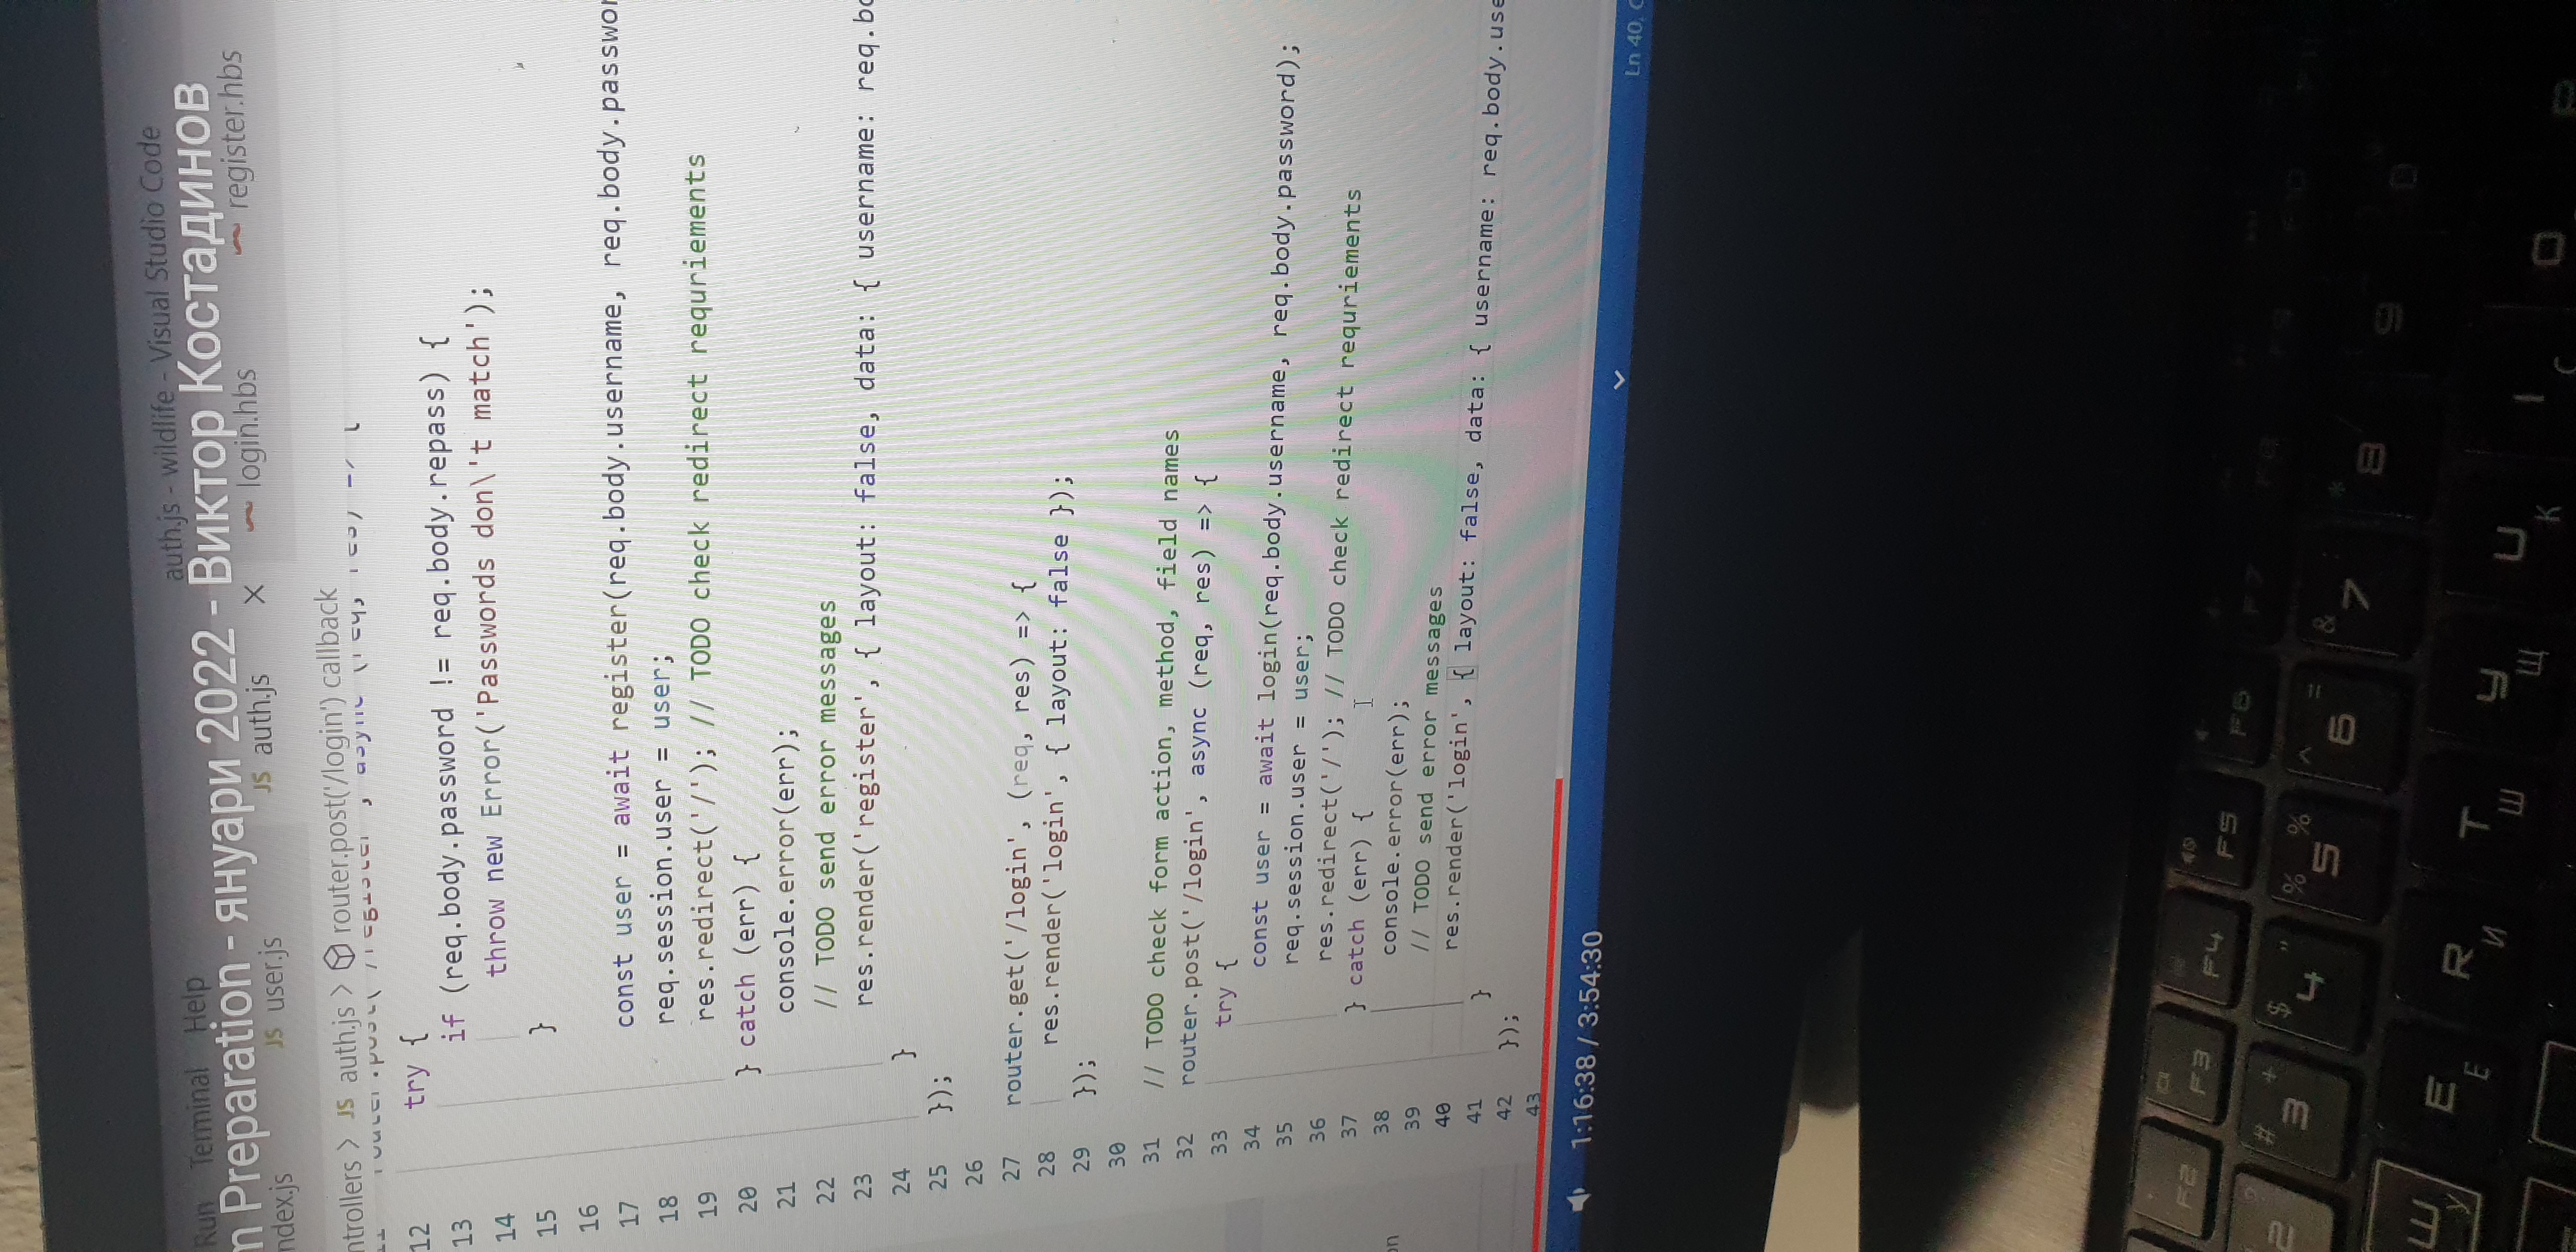 Run Terminal Help
auth.js - wildlife - Visual Studio Code
m Preparation - януари 2022 - Виктор Костадинов
ndex.js
JS user.js
JS auth.js ×
login.hbs
register.hbs
ntrollers > JS auth.js > router.post('/login') callback
11 router.post('/register', async (req, res) => {
12 try {
13 if (req.body.password != req.body.repass) {
14 throw new Error('Passwords don\'t match');
15 }
16
17 const user = await register(req.body.username, req.body.passwor
18 req.session.user = user;
19 res.redirect('/'); // TODO check redirect requriements
20 } catch (err) {
21 console.error(err);
22 // TODO send error messages
23 res.render('register', { layout: false, data: { username: req.bo
24 }
25 });
26
27 router.get('/login', (req, res) => {
28 res.render('login', { layout: false });
29 });
30
31 // TODO check form action, method, field names
32 router.post('/login', async (req, res) => {
33 try {
34 const user = await login(req.body.username, req.body.password);
35 req.session.user = user;
36 res.redirect('/'); // TODO check redirect requriements
37 } catch (err) {
38 console.error(err);
39 // TODO send error messages
40 res.render('login', { layout: false, data: { username: req.body.use
41 }
42 });
43
on
1:16:38 / 3:54:30
Ln 40, C
F2 F3 F4 F5 F6 F7
2 # + 3 $ " 4 % % 5 ^ = 6 & : 7 * 8 9 0
Ш У E Е R И T Ш У Щ U К I С O P